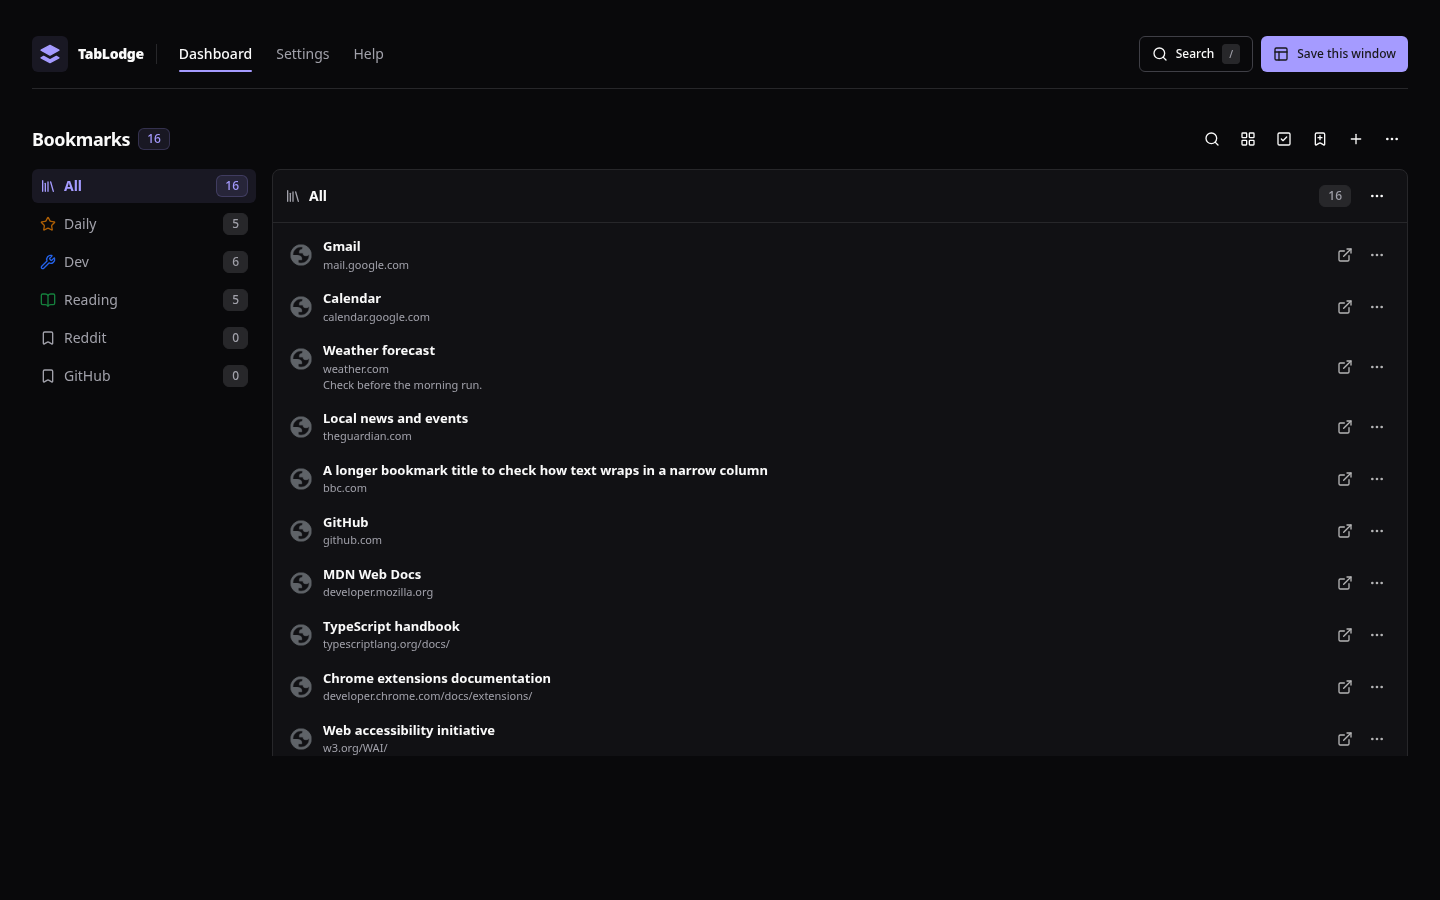 TabLodge
Dashboard
Settings
Help
Search /
Save this window
Bookmarks 16
All 16
Daily 5
Dev 6
Reading 5
Reddit 0
GitHub 0
All 16
Gmail
mail.google.com
Calendar
calendar.google.com
Weather forecast
weather.com
Check before the morning run.
Local news and events
theguardian.com
A longer bookmark title to check how text wraps in a narrow column
bbc.com
GitHub
github.com
MDN Web Docs
developer.mozilla.org
TypeScript handbook
typescriptlang.org/docs/
Chrome extensions documentation
developer.chrome.com/docs/extensions/
Web accessibility initiative
w3.org/WAI/